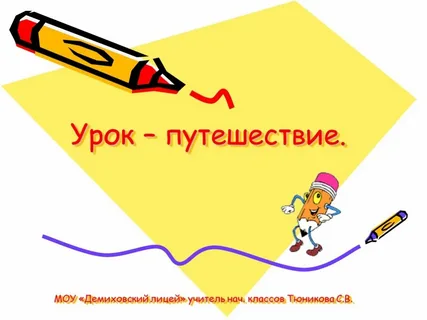 Урок – путешествие.
МОУ «Демиховский лицей» учитель нач. классов Тюникова С.В.